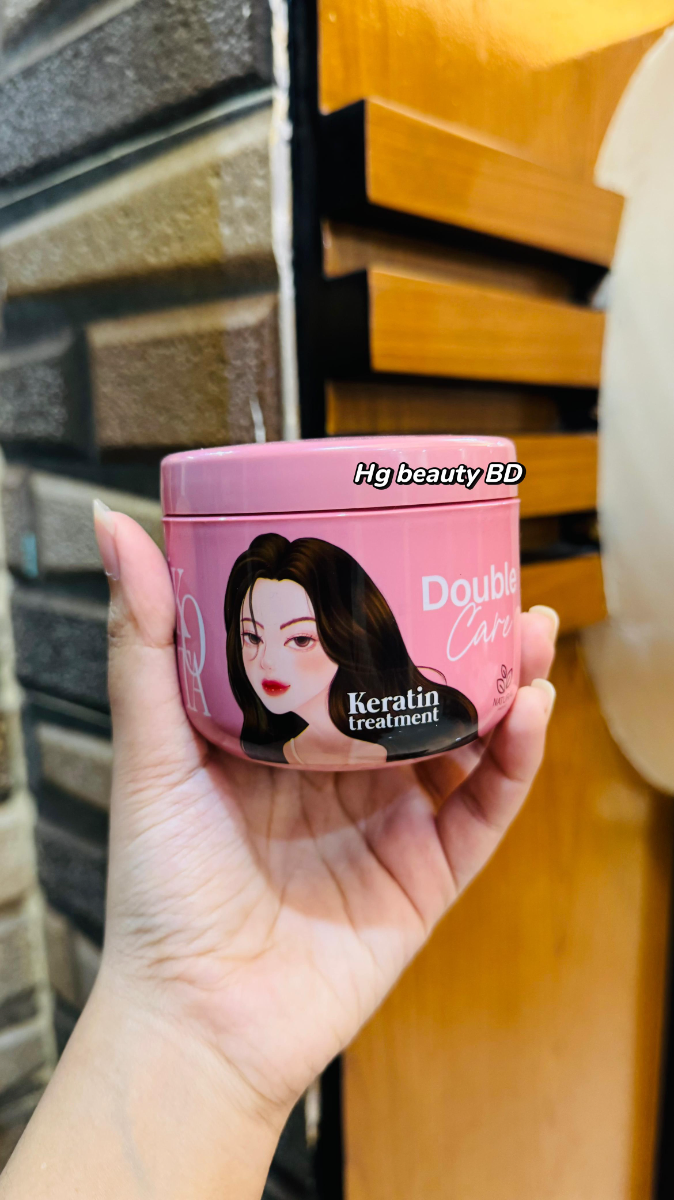 Hg beauty BD
Double
Care
Keratin
treatment